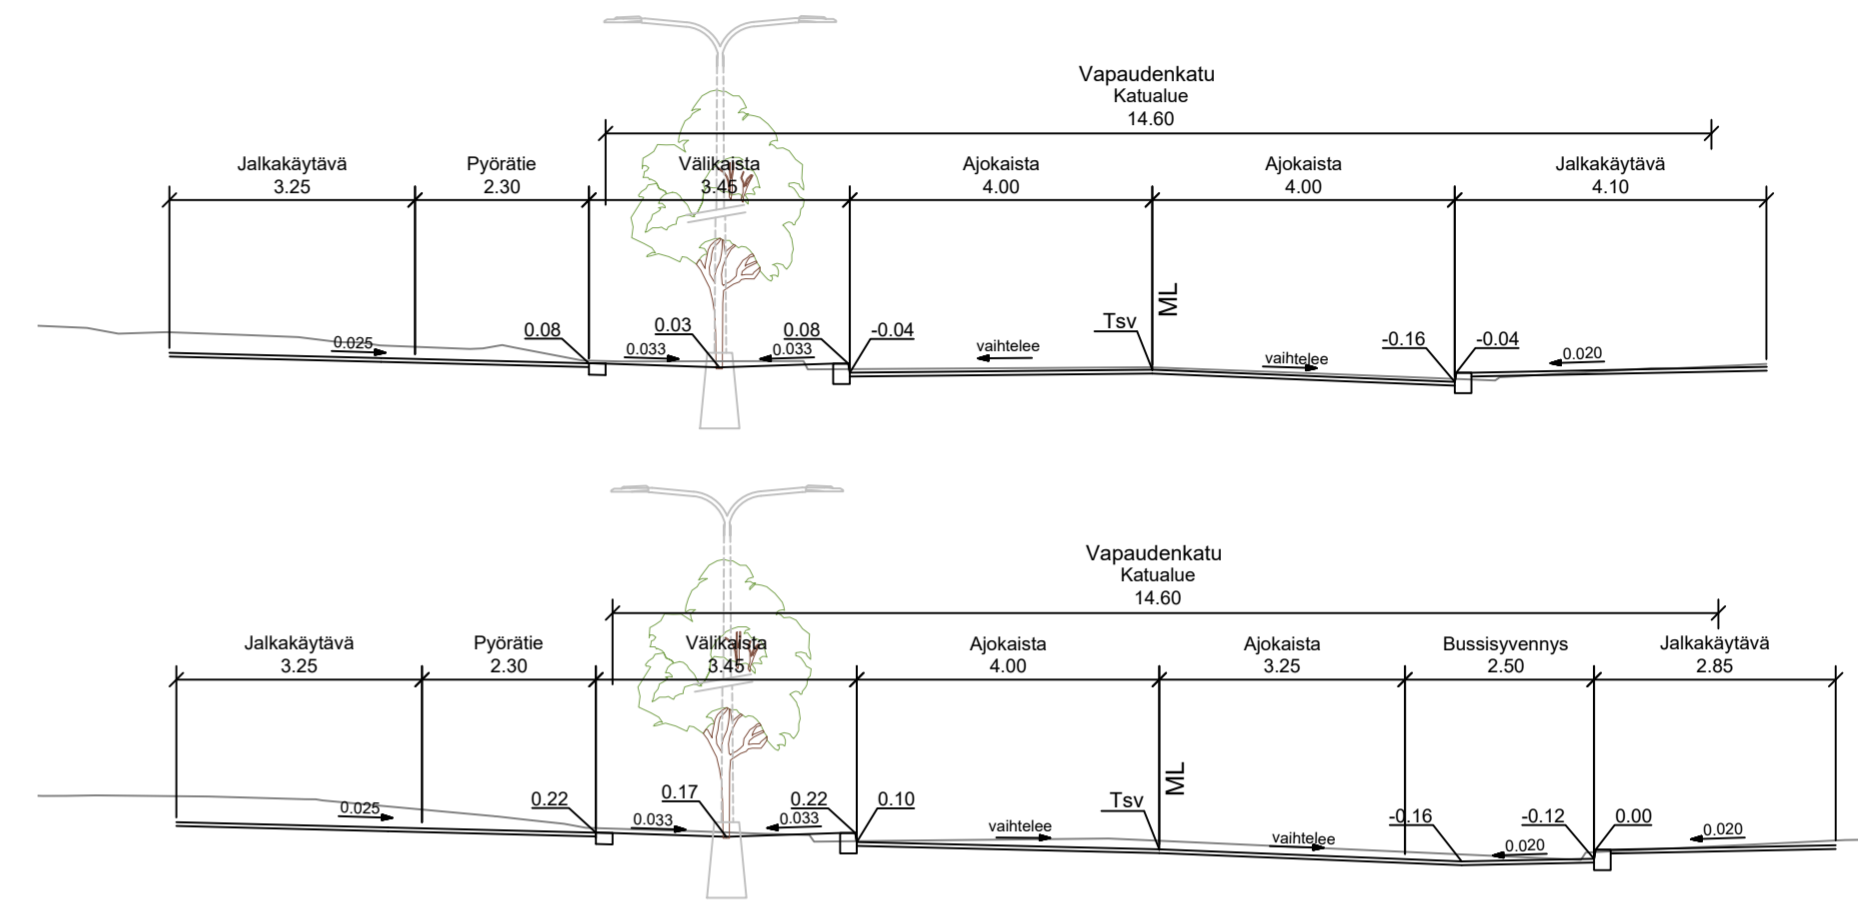 Vapaudenkatu
Katualue
14.60
Jalkakäytävä Pyörätie Välikaista Ajokaista Ajokaista Jalkakäytävä
3.25 2.30 3.45 4.00 4.00 4.10
ML
0.08 0.03 0.08 -0.04 Tsv -0.16 -0.04
0.025 0.033 0.033 vaihtelee vaihtelee 0.020
Vapaudenkatu
Katualue
14.60
Jalkakäytävä Pyörätie Välikaista Ajokaista Ajokaista Bussisyvennys Jalkakäytävä
3.25 2.30 3.45 4.00 3.25 2.50 2.85
ML
0.22 0.17 0.22 0.10 Tsv -0.16 -0.12 0.00
0.025 0.033 0.033 vaihtelee vaihtelee 0.020 0.020